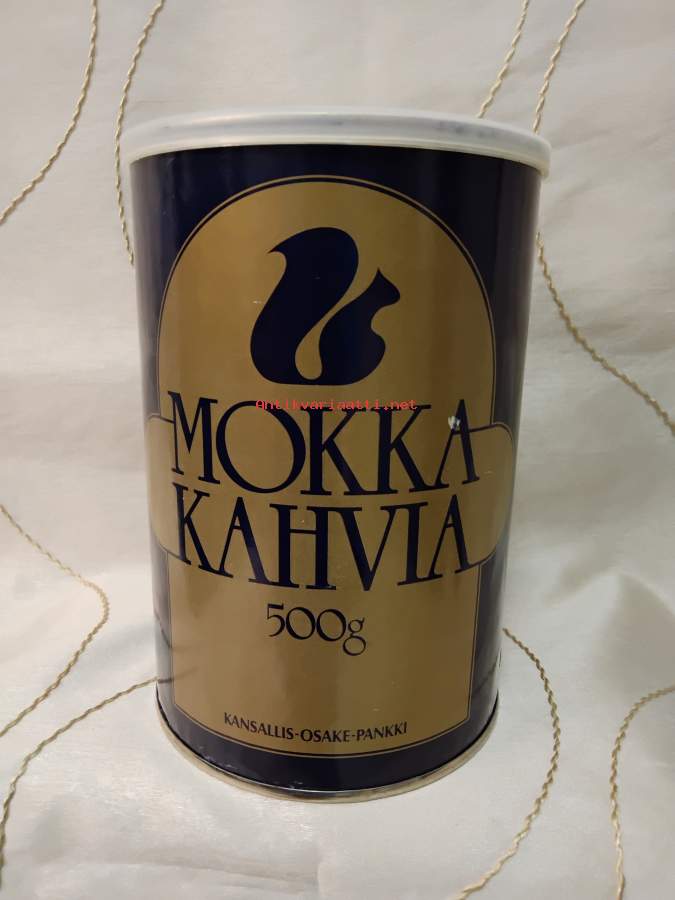 Antikvariaatti.net
MOKKA
KAHVIA
500g
KANSALLIS-OSAKE-PANKKI